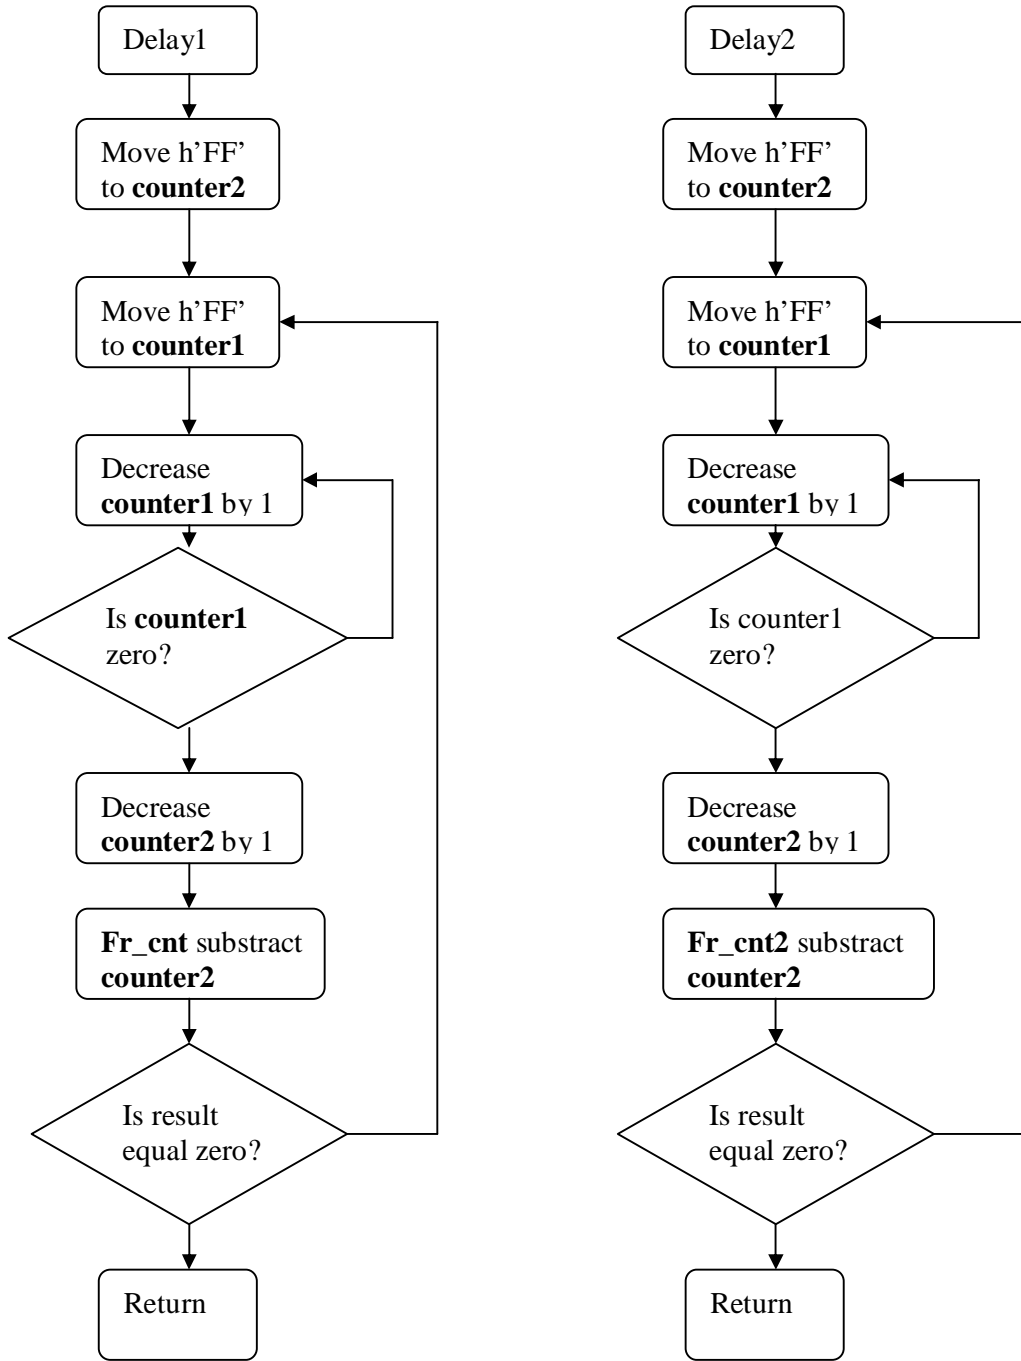 Delay1
Move h’FF’
to counter2
Move h’FF’
to counter1
Decrease
counter1 by 1
Is counter1
zero?
Decrease
counter2 by 1
Fr_cnt substract
counter2
Is result
equal zero?
Return
Delay2
Move h’FF’
to counter2
Move h’FF’
to counter1
Decrease
counter1 by 1
Is counter1
zero?
Decrease
counter2 by 1
Fr_cnt2 substract
counter2
Is result
equal zero?
Return